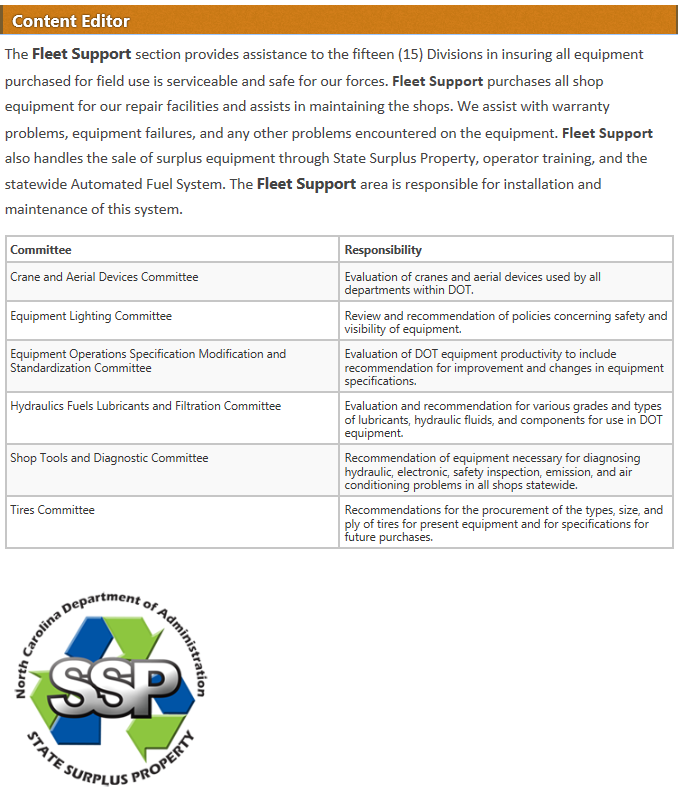 Content Editor
The Fleet Support section provides assistance to the fifteen (15) Divisions in insuring all equipment
purchased for field use is serviceable and safe for our forces. Fleet Support purchases all shop
equipment for our repair facilities and assists in maintaining the shops. We assist with warranty
problems, equipment failures, and any other problems encountered on the equipment. Fleet Support
also handles the sale of surplus equipment through State Surplus Property, operator training, and the
statewide Automated Fuel System. The Fleet Support area is responsible for installation and
maintenance of this system.
Committee
Responsibility
Crane and Aerial Devices Committee
Evaluation of cranes and aerial devices used by all
departments within DOT.
Equipment Lighting Committee
Review and recommendation of policies concerning safety and
visibility of equipment.
Equipment Operations Specification Modification and
Standardization Committee
Evaluation of DOT equipment productivity to include
recommendation for improvement and changes in equipment
specifications.
Hydraulics Fuels Lubricants and Filtration Committee
Evaluation and recommendation for various grades and types
of lubricants, hydraulic fluids, and components for use in DOT
equipment.
Shop Tools and Diagnostic Committee
Recommendation of equipment necessary for diagnosing
hydraulic, electronic, safety inspection, emission, and air
conditioning problems in all shops statewide.
Tires Committee
Recommendations for the procurement of the types, size, and
ply of tires for present equipment and for specifications for
future purchases.
North Carolina Department of Administration
SSP
STATE SURPLUS PROPERTY